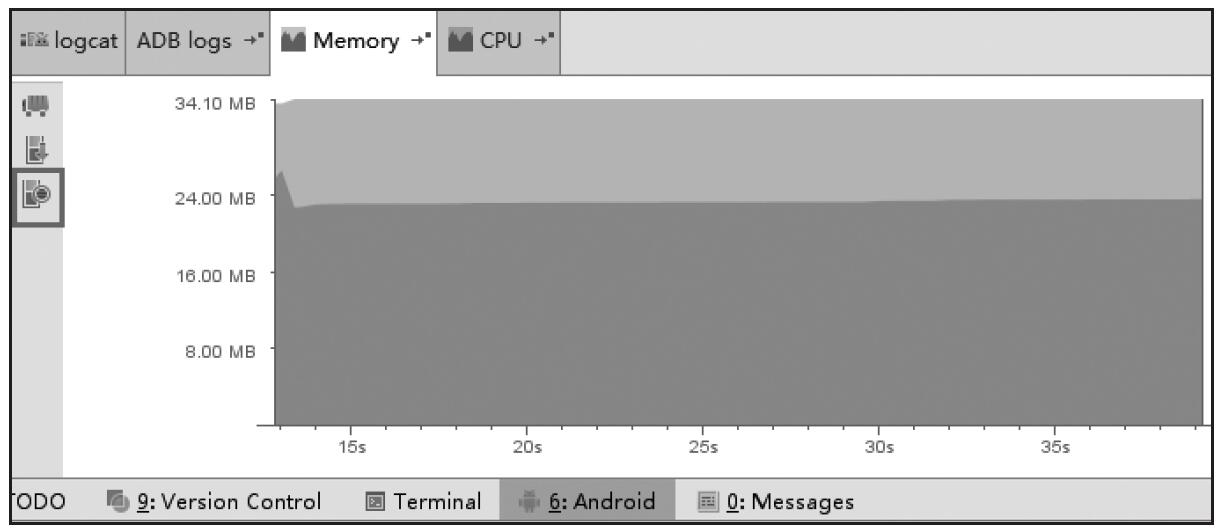 logcat ADB logs Memory CPU
34.10 MB
24.00 MB
16.00 MB
8.00 MB
15s 20s 25s 30s 35s
TODO 9: Version Control Terminal 6: Android 0: Messages